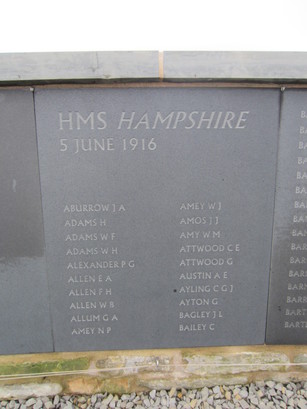 HMS HAMPSHIRE
5 JUNE 1916
ABURROW J A
ADAMS H
ADAMS W F
ADAMS W H
ALEXANDER P G
ALLEN E A
ALLEN F H
ALLEN W B
ALLUM G A
AMEY N P
AMEY W J
AMOS J J
AMY W M
ATTWOOD C E
ATTWOOD G
AUSTIN A E
AYLING C G J
AYTON G
BAGLEY J L
BAILEY C